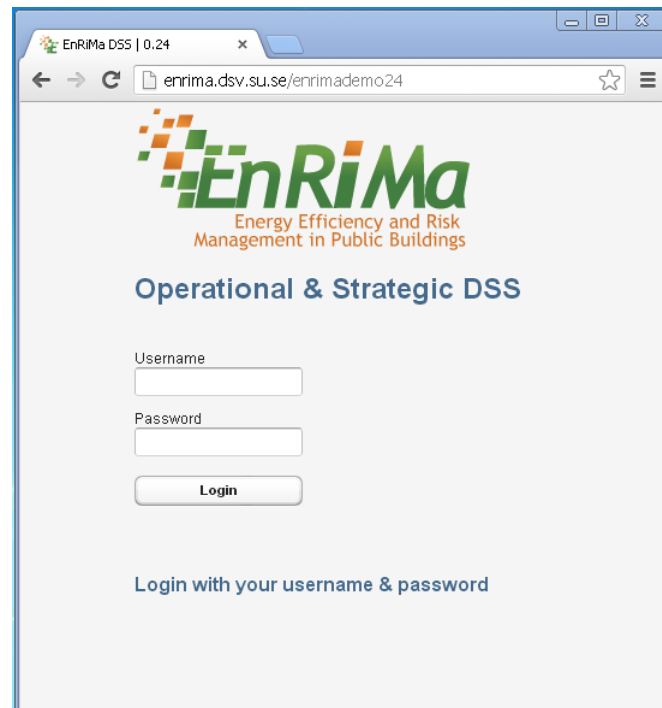 EnRiMa DSS | 0.24
enrima.dsv.su.se/enrimademo24
EnRiMa
Energy Efficiency and Risk
Management in Public Buildings
Operational & Strategic DSS
Username
Password
Login
Login with your username & password